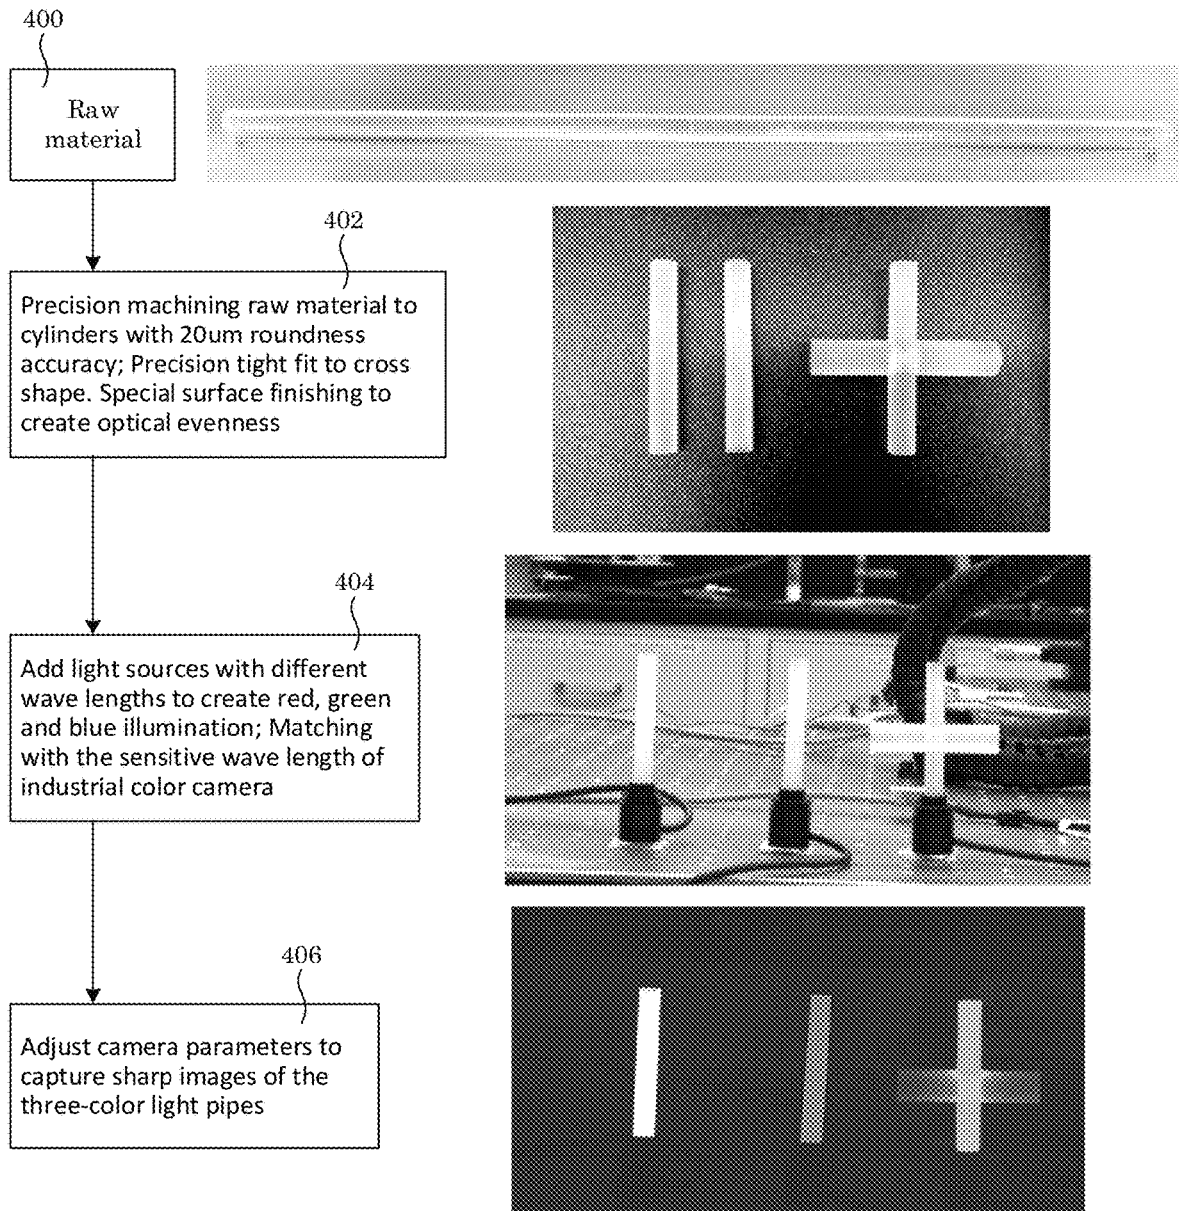 400
Raw
material
402
Precision machining raw material to
cylinders with 20um roundness
accuracy; Precision tight fit to cross
shape. Special surface finishing to
create optical evenness
404
Add light sources with different
wave lengths to create red, green
and blue illumination; Matching
with the sensitive wave length of
industrial color camera
406
Adjust camera parameters to
capture sharp images of the
three-color light pipes